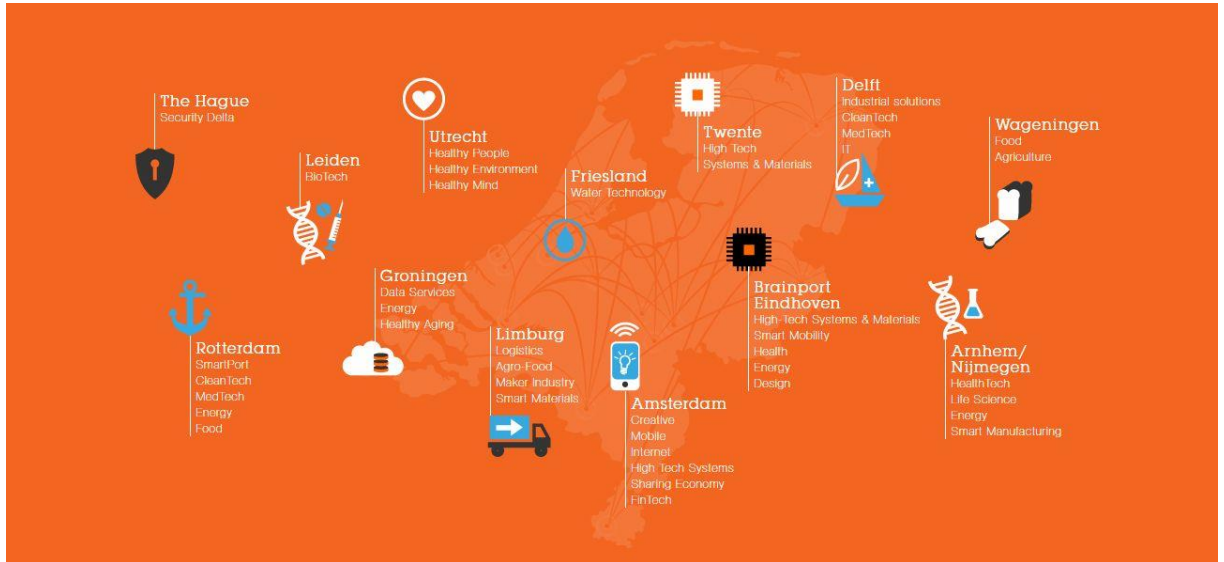 The Hague
Security Delta
Leiden
BioTech
Utrecht
Healthy People
Healthy Environment
Healthy Mind
Friesland
Water Technology
Twente
High Tech
Systems & Materials
Delft
Industrial solutions
CleanTech
MedTech
IT
Wageningen
Food
Agriculture
Rotterdam
SmartPort
CleanTech
MedTech
Energy
Food
Groningen
Data Services
Energy
Healthy Aging
Limburg
Logistics
Agro-Food
Maker Industry
Smart Materials
Amsterdam
Creative
Mobile
Internet
High Tech Systems
Sharing Economy
FinTech
Brainport
Eindhoven
High-Tech Systems & Materials
Smart Mobility
Health
Energy
Design
Arnhem/
Nijmegen
HealthTech
Life Science
Energy
Smart Manufacturing